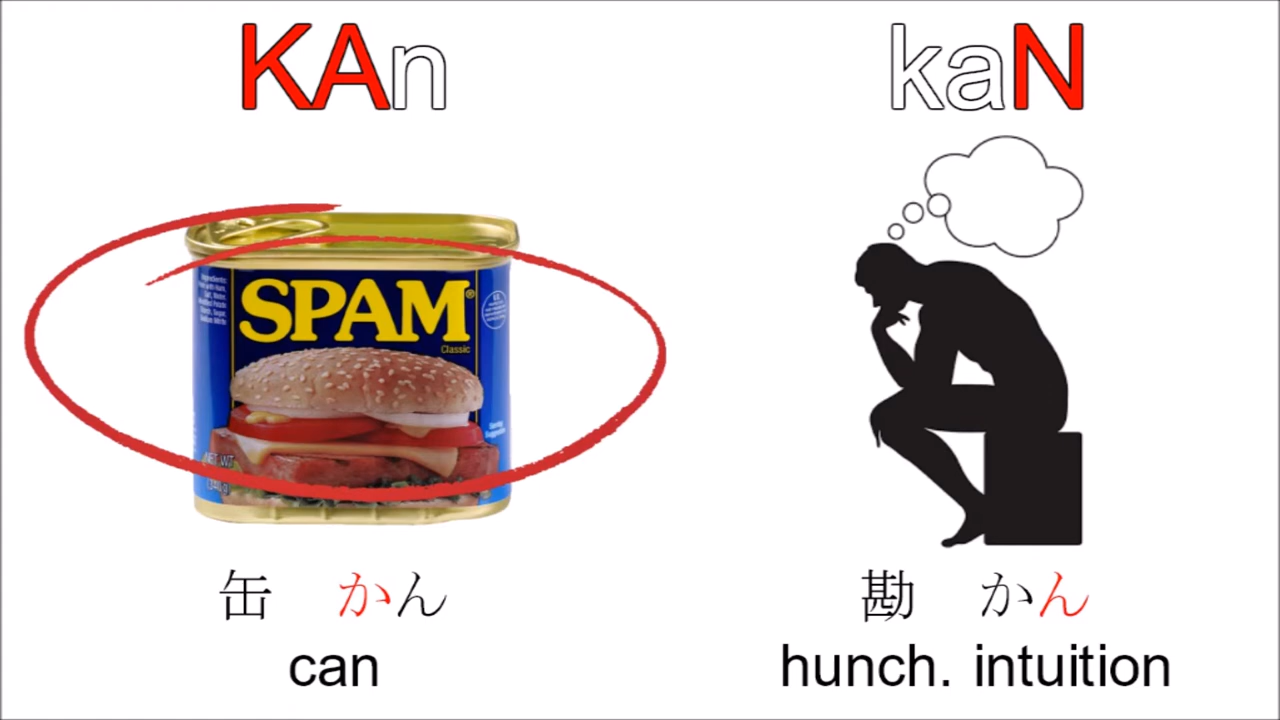 KAn
kaN
SPAM®
Classic
缶 かん
勘 かん
can
hunch. intuition